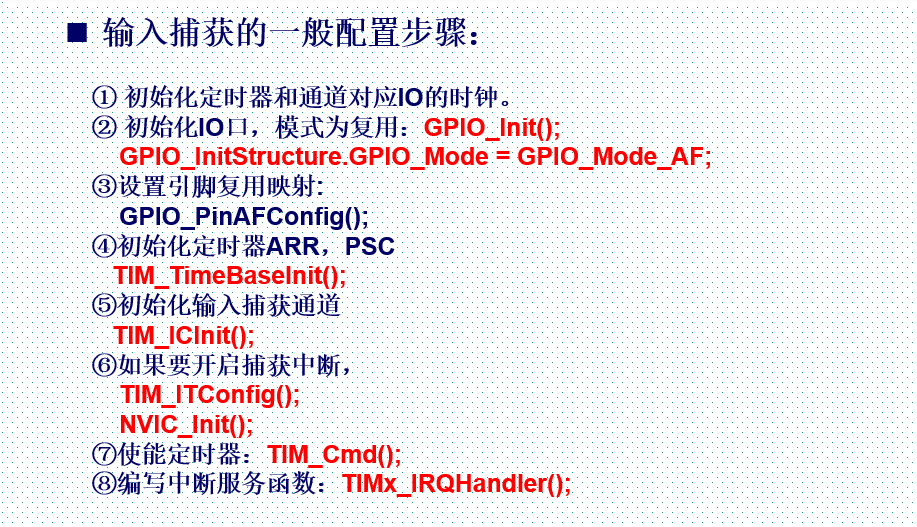 ■ 输入捕获的一般配置步骤：
① 初始化定时器和通道对应IO的时钟。
② 初始化IO口，模式为复用：GPIO_Init();
GPIO_InitStructure.GPIO_Mode = GPIO_Mode_AF;
③设置引脚复用映射:
GPIO_PinAFConfig();
④初始化定时器ARR，PSC
TIM_TimeBaseInit();
⑤初始化输入捕获通道
TIM_ICInit();
⑥如果要开启捕获中断，
TIM_ITConfig();
NVIC_Init();
⑦使能定时器：TIM_Cmd();
⑧编写中断服务函数：TIMx_IRQHandler();